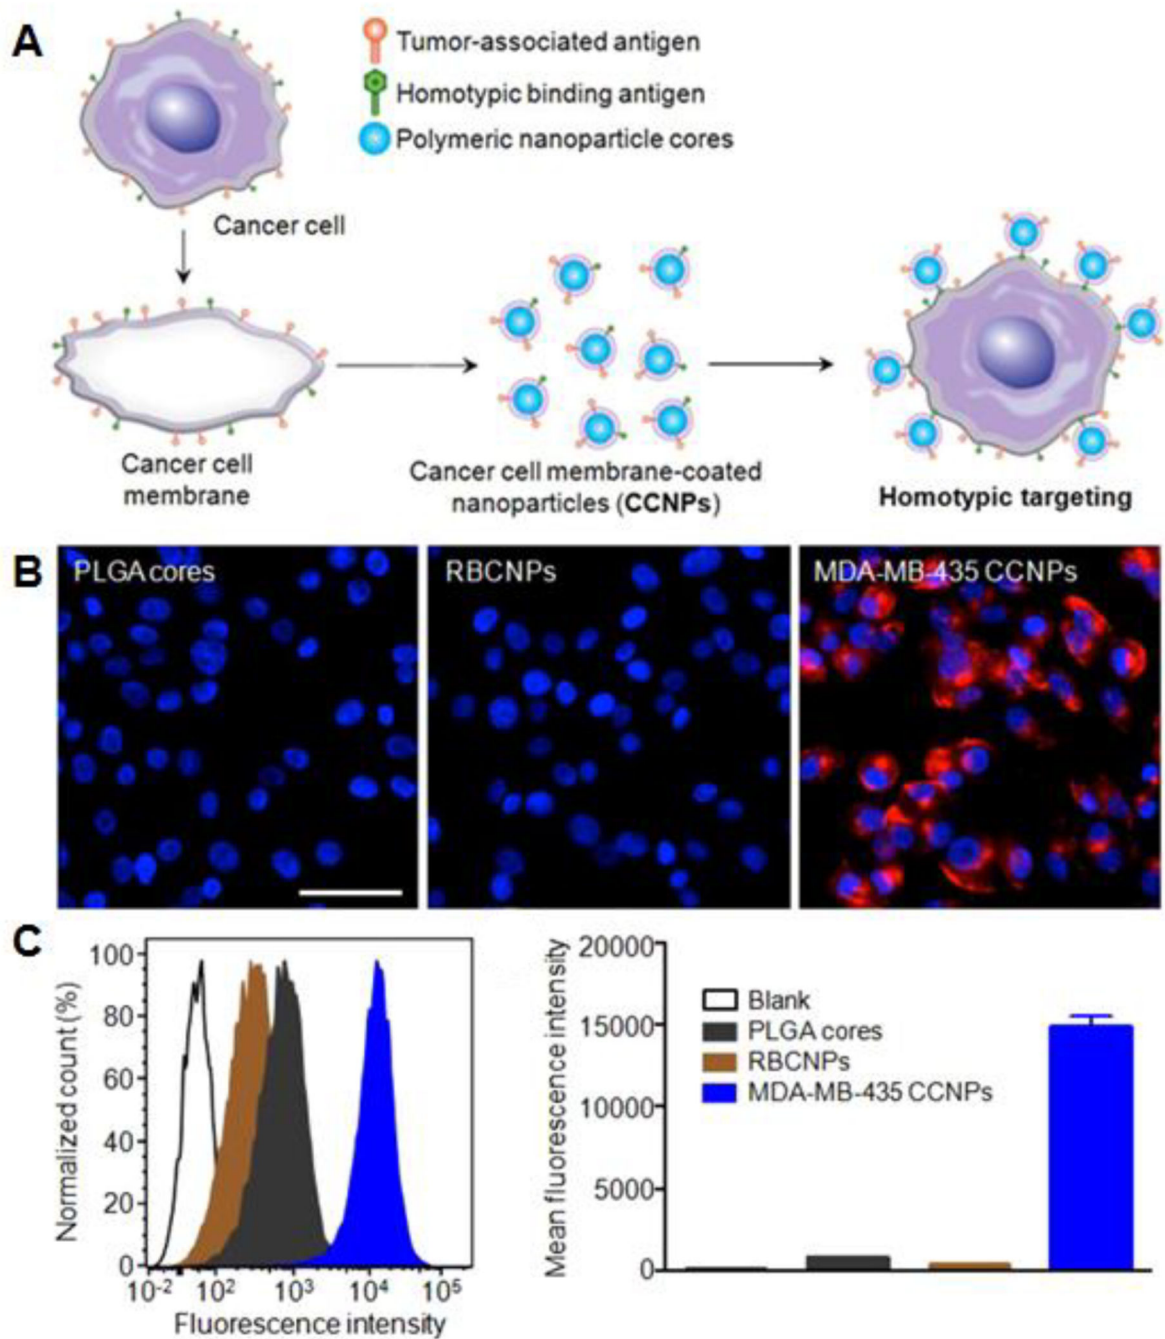 A
Tumor-associated antigen
Homotypic binding antigen
Polymeric nanoparticle cores
Cancer cell
Cancer cell
membrane
Cancer cell membrane-coated
nanoparticles (CCNPs)
Homotypic targeting
B
PLGA cores
RBCNPs
MDA-MB-435 CCNPs
C
Normalized count (%)
100
80
60
40
20
0
10-2
102
103
104
105
Fluorescence intensity
Mean fluorescence intensity
20000
15000
10000
5000
0
Blank
PLGA cores
RBCNPs
MDA-MB-435 CCNPs